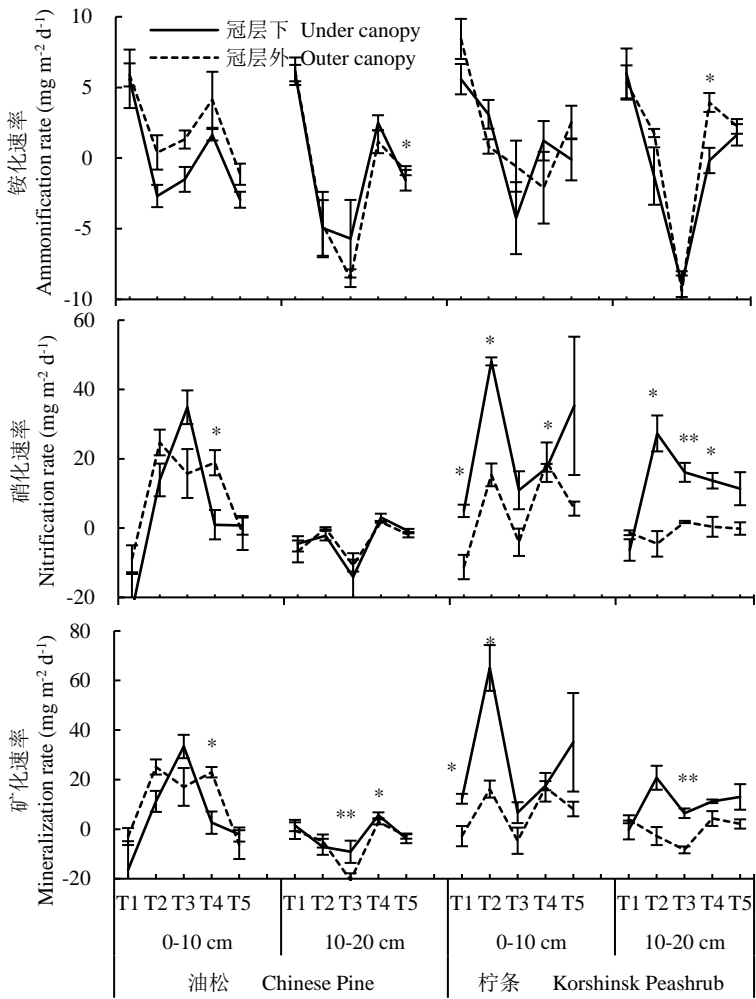 冠层下 Under canopy
冠层外 Outer canopy
铵化速率
Ammonification rate (mg m-2 d-1)
10
5
0
-5
-10
*
*
硝化速率
Nitrification rate (mg m-2 d-1)
60
40
20
0
-20
*
*
*
*
*
**
*
矿化速率
Mineralization rate (mg m-2 d-1)
80
60
40
20
0
-20
*
**
*
*
*
**
T1 T2 T3 T4 T5 T1 T2 T3 T4 T5 T1 T2 T3 T4 T5 T1 T2 T3 T4 T5
0-10 cm 10-20 cm 0-10 cm 10-20 cm
油松 Chinese Pine 柠条 Korshinsk Peashrub